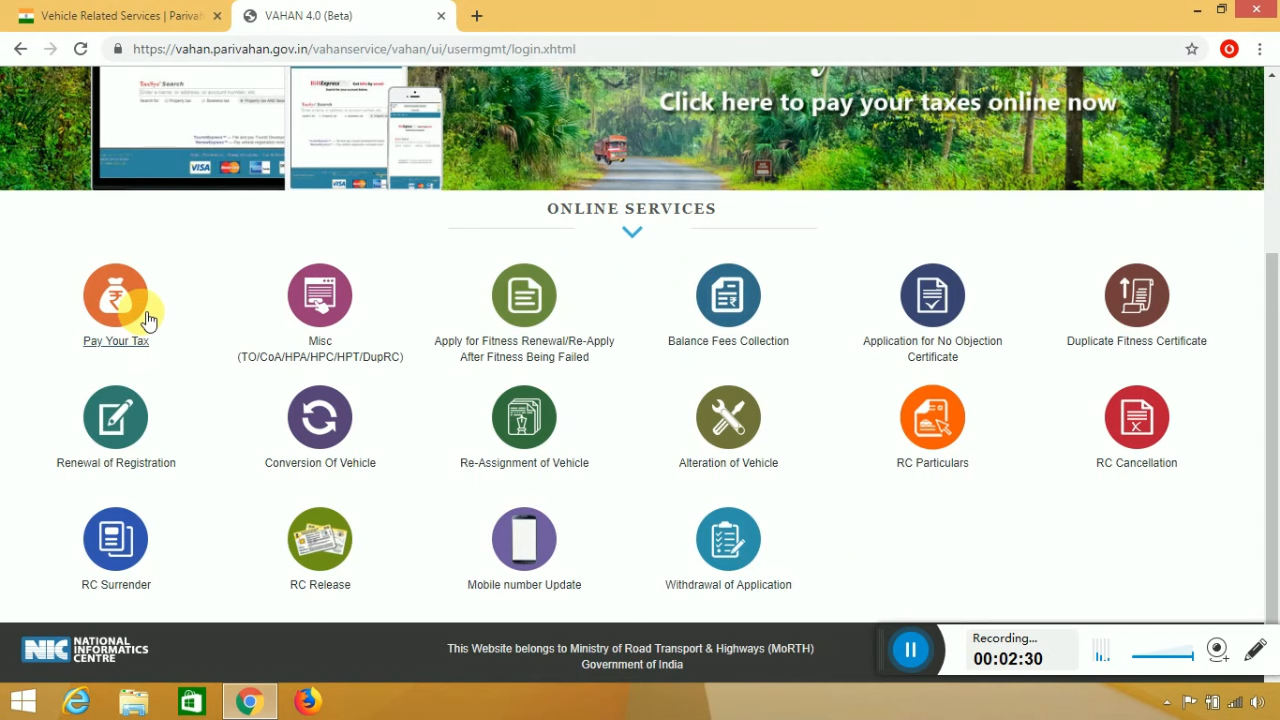 Vehicle Related Services | Parivah
VAHAN 4.0 (Beta)
https://vahan.parivahan.gov.in/vahanservice/vahan/ui/usermgmt/login.xhtml
Search
VISA
VISA
Click here to pay your taxes online now
ONLINE SERVICES
Pay Your Tax
Misc
(TO/CoA/HPA/HPC/HPT/DupRC)
Apply for Fitness Renewal/Re-Apply
After Fitness Being Failed
Balance Fees Collection
Application for No Objection
Certificate
Duplicate Fitness Certificate
Renewal of Registration
Conversion Of Vehicle
Re-Assignment of Vehicle
Alteration of Vehicle
RC Particulars
RC Cancellation
RC Surrender
RC Release
Mobile number Update
Withdrawal of Application
NIC NATIONAL
INFORMATICS
CENTRE
This Website belongs to Ministry of Road Transport & Highways (MoRTH)
Government of India
Recording...
00:02:30